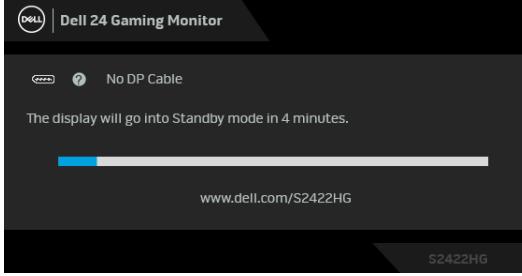 DELL
Dell 24 Gaming Monitor
? No DP Cable
The display will go into Standby mode in 4 minutes.
www.dell.com/S2422HG
S2422HG